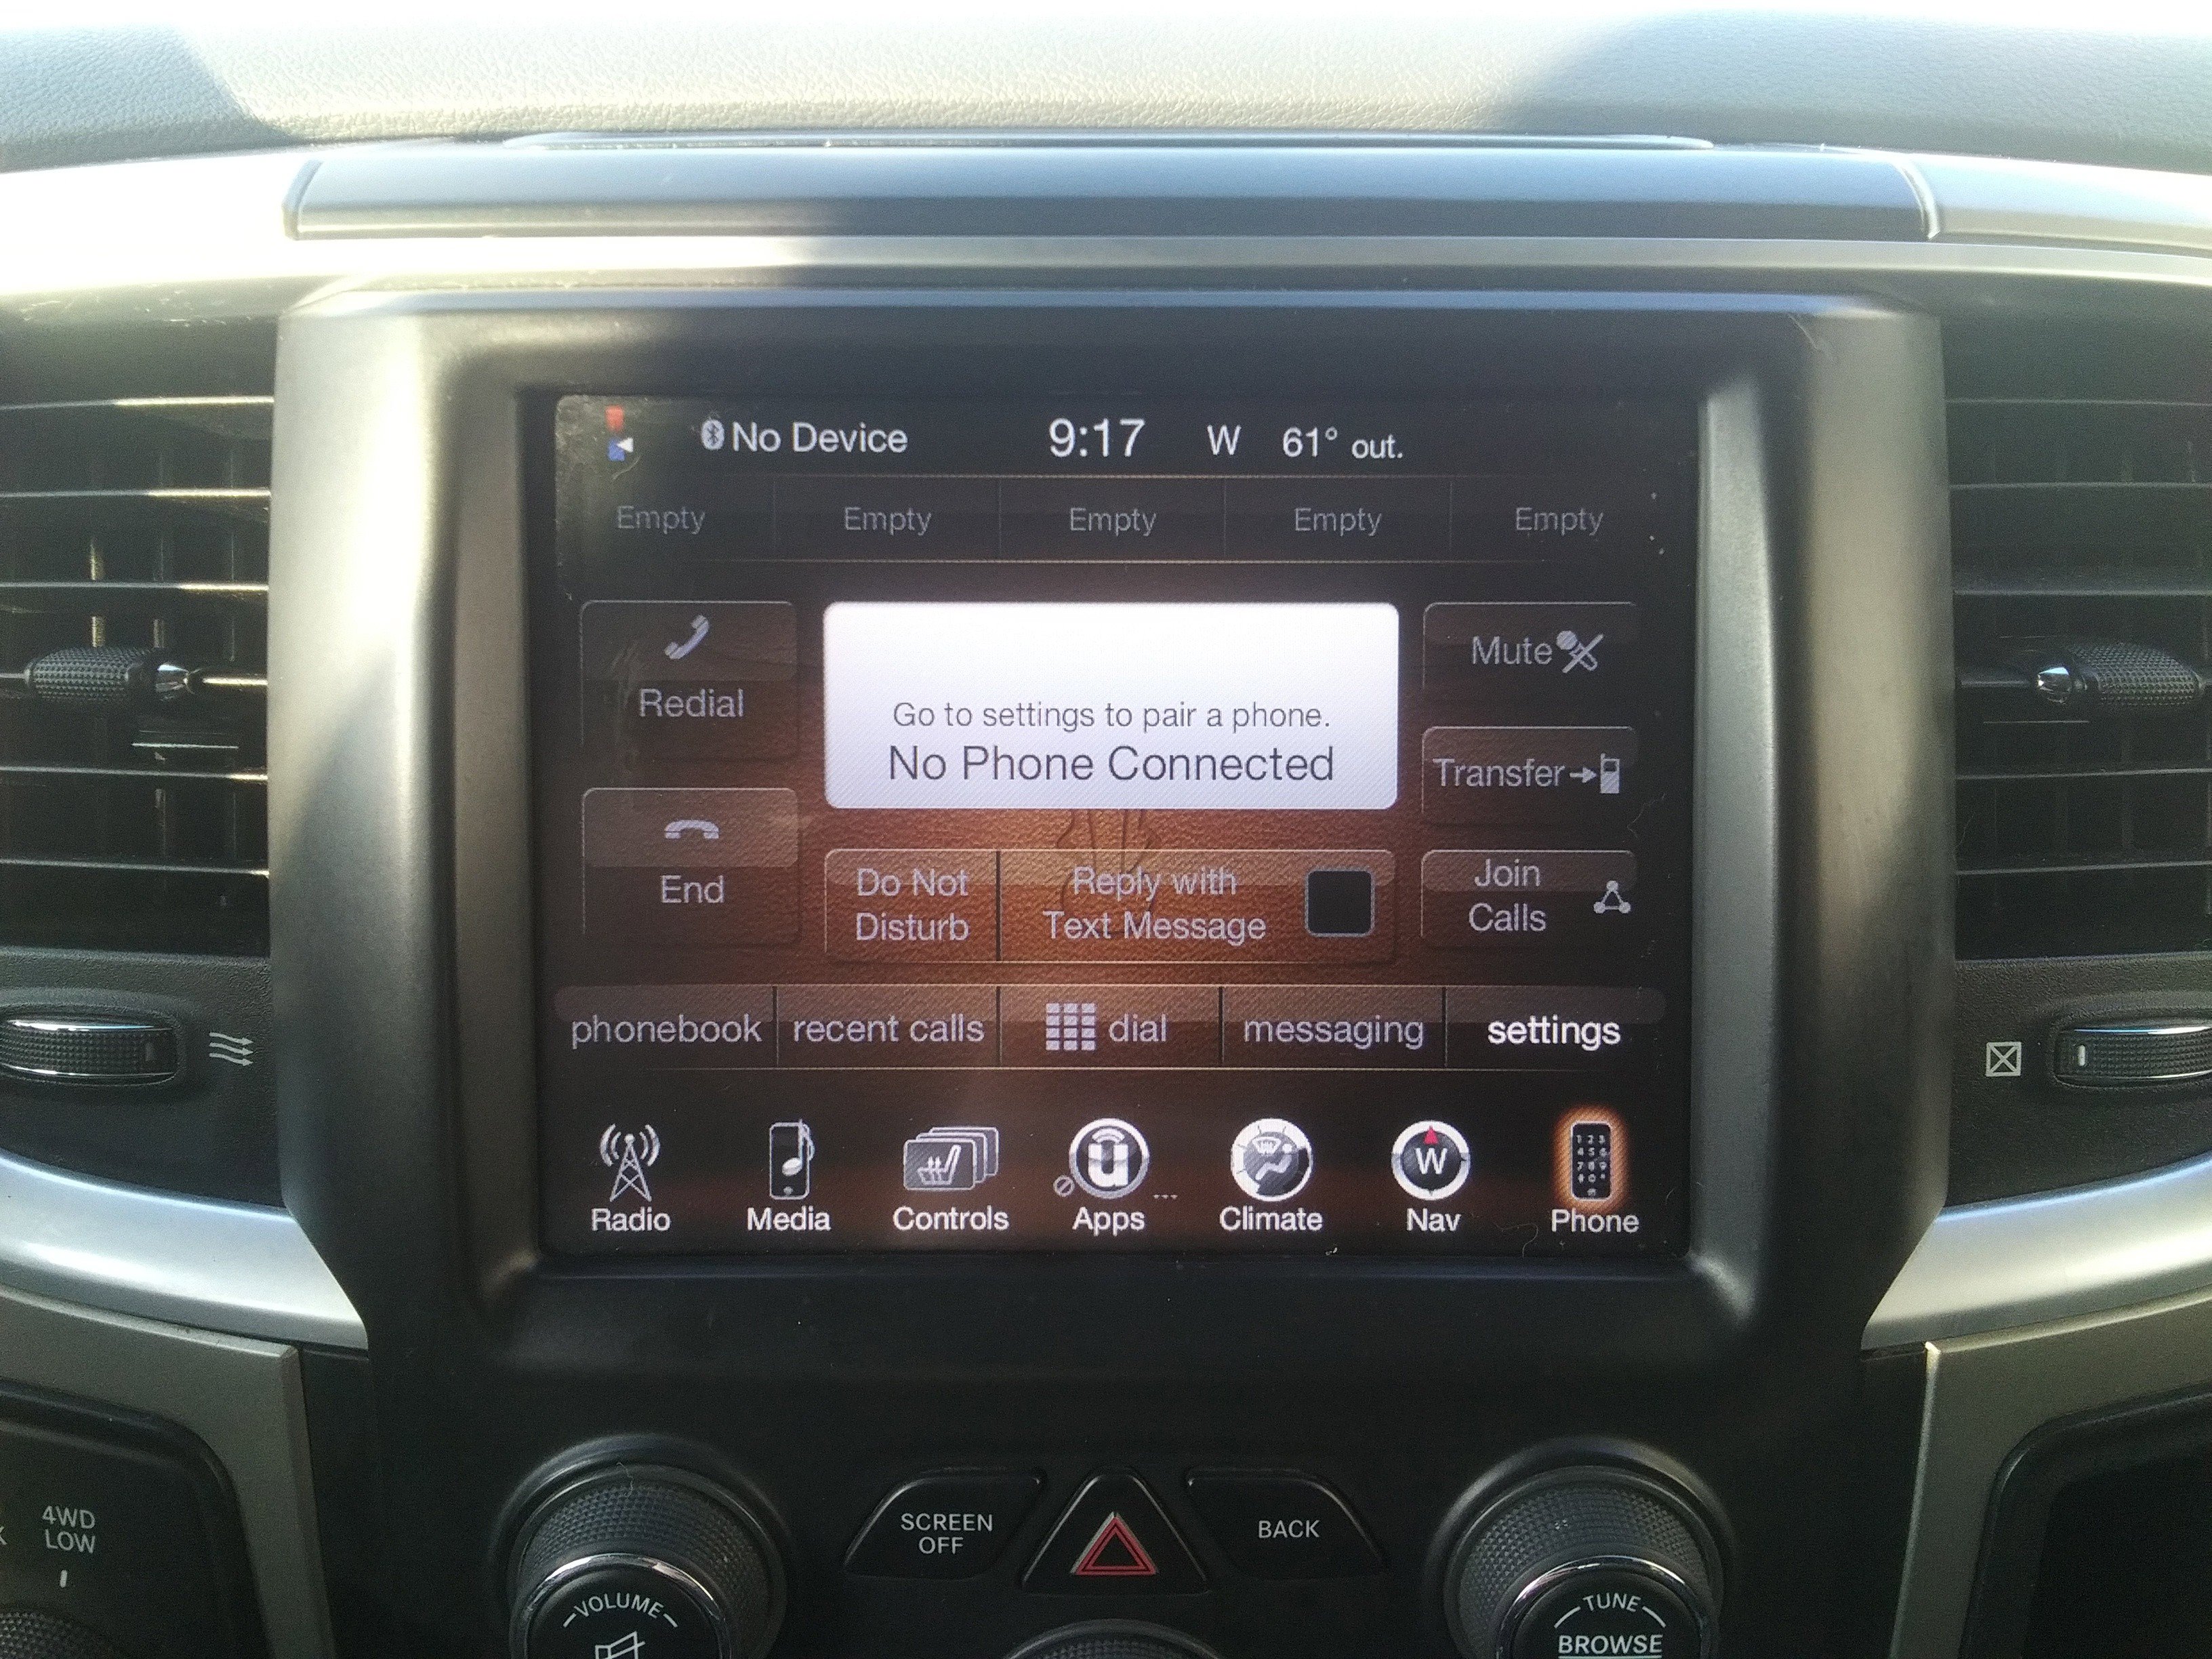 No Device 9:17 W 61° out.
Empty Empty Empty Empty Empty
Redial
Go to settings to pair a phone.
No Phone Connected
Mute
Transfer
End
Do Not
Disturb
Reply with
Text Message
Join
Calls
phonebook recent calls dial messaging settings
W
Radio Media Controls Apps Climate Nav Phone
4WD
LOW
SCREEN
OFF
BACK
VOLUME
TUNE
BROWSE